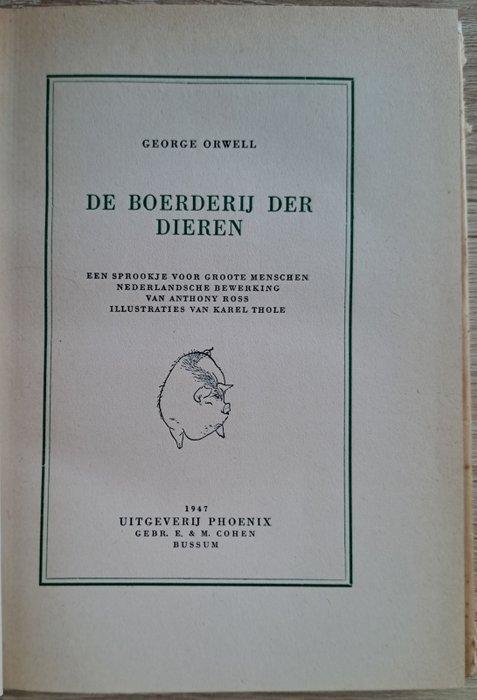 GEORGE ORWELL
DE BOERDERIJ DER
DIEREN
EEN SPROOKJE VOOR GROOTE MENSCHEN
NEDERLANDSCHE BEWERKING
VAN ANTHONY ROSS
ILLUSTRATIES VAN KAREL THOLE
1947
UITGEVERIJ PHOENIX
GEBR. E. & M. COHEN
BUSSUM